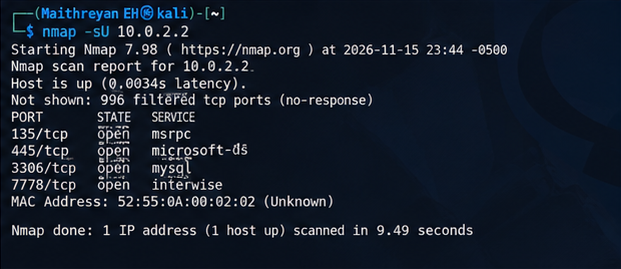 ┌──(Maithreyan EH㉿kali)-[~]
└─$ nmap -sU 10.0.2.2
Starting Nmap 7.98 ( https://nmap.org ) at 2026-11-15 23:44 -0500
Nmap scan report for 10.0.2.2
Host is up (0.0034s latency).
Not shown: 996 filtered tcp ports (no-response)
PORT     STATE SERVICE
135/tcp  open  msrpc
445/tcp  open  microsoft-ds
3306/tcp open  mysql
7778/tcp open  interwise
MAC Address: 52:55:0A:00:02:02 (Unknown)
Nmap done: 1 IP address (1 host up) scanned in 9.49 seconds